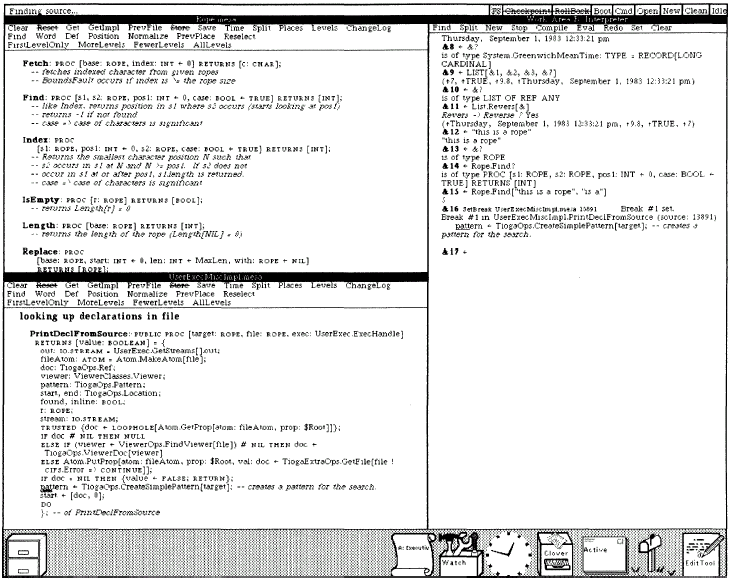 Finding source... FS Checkpoint RollBack Boot Cmd Open New Clean Idle
Rope.mesa
Clear Reset Get GetImpl PrevFile Store Save Time Split Places Levels ChangeLog
Find Word Def Position Normalize PrevPlace Reselect
FirstLevelOnly MoreLevels FewerLevels AllLevels
Fetch: PROC [base: ROPE, index: INT ← 0] RETURNS [c: CHAR];
-- fetches indexed character from given ropes
-- BoundsFault occurs if index is >= the rope size
Find: PROC [s1, s2: ROPE, pos1: INT ← 0, case: BOOL ← TRUE] RETURNS [INT];
-- like Index, returns position in s1 where s2 occurs (starts looking at pos1)
-- returns -1 if not found
-- case => case of characters is significant
Index: PROC
[s1: ROPE, pos1: INT ← 0, s2: ROPE, case: BOOL ← TRUE] RETURNS [INT];
-- Returns the smallest character position N such that
-- s2 occurs in s1 at N and N >= pos1. If s2 does not
-- occur in s1 at or after pos1, s1.length is returned.
-- case => case of characters is significant
IsEmpty: PROC [r: ROPE] RETURNS [BOOL];
-- returns Length[r] = 0
Length: PROC [base: ROPE] RETURNS [INT];
-- returns the length of the rope (Length[NIL] = 0)
Replace: PROC
[base: ROPE, start: INT ← 0, len: INT ← MaxLen, with: ROPE ← NIL]
RETURNS [ROPE];
UserExecMiscImpl.mesa
Clear Reset Get GetImpl PrevFile Store Save Time Split Places Levels ChangeLog
Find Word Def Position Normalize PrevPlace Reselect
FirstLevelOnly MoreLevels FewerLevels AllLevels
looking up declarations in file
PrintDeclFromSource: PUBLIC PROC [target: ROPE, file: ROPE, exec: UserExec.ExecHandle]
RETURNS [value: BOOLEAN] = {
out: IO.STREAM = UserExec.GetStreams[].out;
fileAtom: ATOM = Atom.MakeAtom[file];
doc: TiogaOps.Ref;
viewer: ViewerClasses.Viewer;
pattern: TiogaOps.Pattern;
start, end: TiogaOps.Location;
found, inline: BOOL;
r: ROPE;
stream: IO.STREAM;
TRUSTED {doc ← LOOPHOLE[Atom.GetProp[atom: fileAtom, prop: $Root]]};
IF doc # NIL THEN NULL
ELSE IF (viewer ← ViewerOps.FindViewer[file]) # NIL THEN doc ←
TiogaOps.ViewerDoc[viewer]
ELSE Atom.PutProp[atom: fileAtom, prop: $Root, val: doc ← TiogaExtraOps.GetFile[file !
CIFS.Error => CONTINUE]];
IF doc = NIL THEN {value ← FALSE; RETURN};
pattern ← TiogaOps.CreateSimplePattern[target]; -- creates a pattern for the search.
start ← [doc, 0];
DO
}; -- of PrintDeclFromSource
Work Area B: Interpreter
Find Split New Stop Compile Eval Redo Set Clear
Thursday, September 1, 1983 12:33:21 pm
&8 ← &?
is of type System.GreenwichMeanTime: TYPE = RECORD[LONG
CARDINAL]
&9 ← LIST[&1, &2, &3, &7]
(↑7, ↑TRUE, ↑9.8, ↑Thursday, September 1, 1983 12:33:21 pm)
&10 ← &?
is of type LIST OF REF ANY
&11 ← List.Revers[&]
Revers -> Reverse ? Yes
(↑Thursday, September 1, 1983 12:33:21 pm, ↑9.8, ↑TRUE, ↑7)
&12 ← "this is a rope"
"this is a rope"
&13 ← &?
is of type ROPE
&14 ← Rope.Find?
is of type PROC [s1: ROPE, s2: ROPE, pos1: INT ← 0, case: BOOL ←
TRUE] RETURNS [INT]
&15 ← Rope.Find["this is a rope", "is a"]
5
&16 SetBreak UserExecMiscImpl.mesa 13891 Break #1 set.
Break #1 in UserExecMiscImpl.PrintDeclFromSource (source: 13891)
pattern ← TiogaOps.CreateSimplePattern[target]; -- creates a
pattern for the search.
&17 ←
A: Executiv
Watch
Clover
Active
EditTool